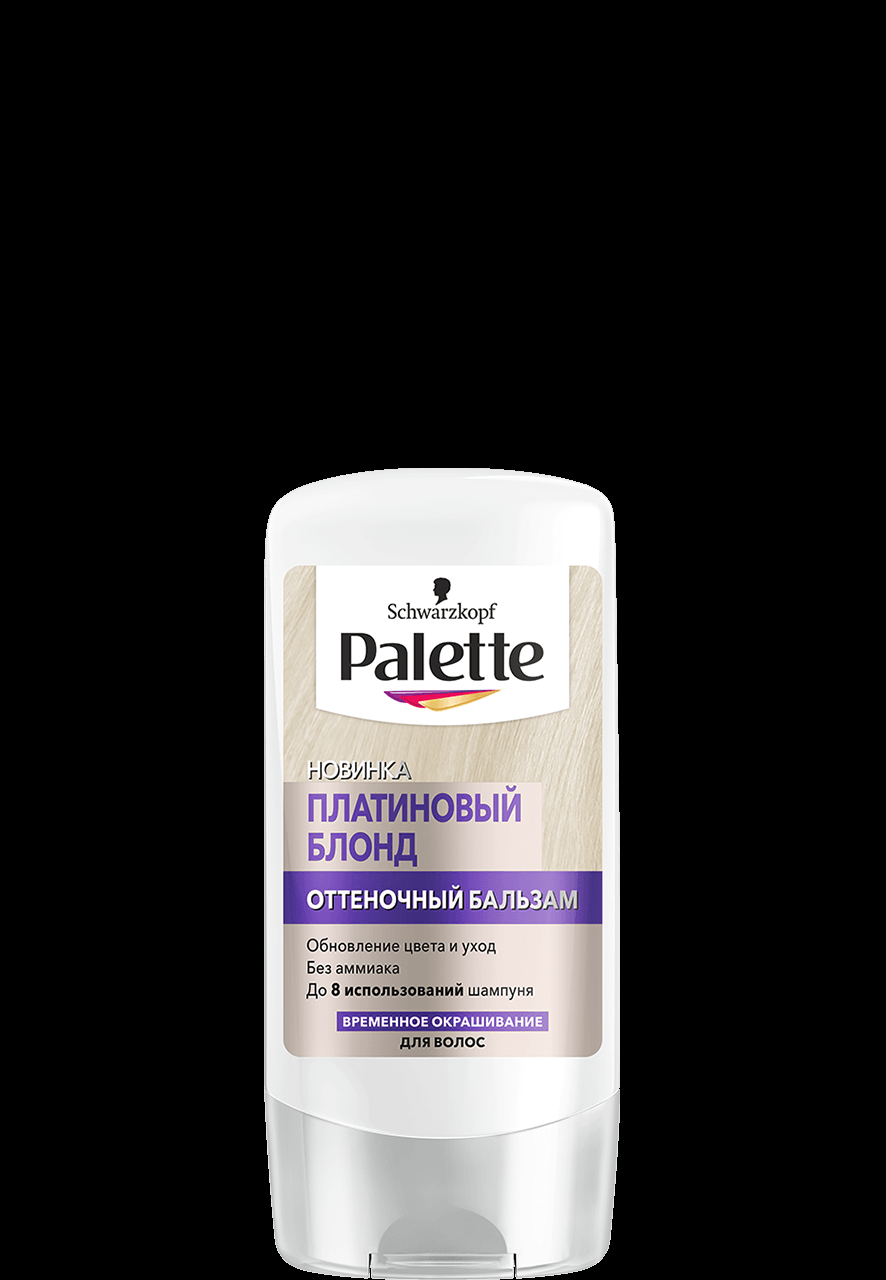 Schwarzkopf
Palette
НОВИНКА
ПЛАТИНОВЫЙ
БЛОНД
ОТТЕНОЧНЫЙ БАЛЬЗАМ
Обновление цвета и уход
Без аммиака
До 8 использований шампуня
ВРЕМЕННОЕ ОКРАШИВАНИЕ
ДЛЯ ВОЛОС